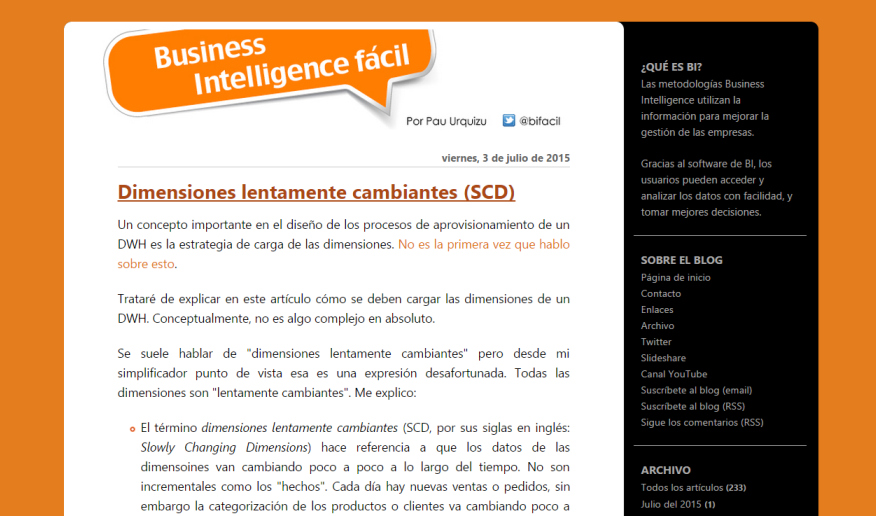 Business
Intelligence fácil
Por Pau Urquizu
@bifacil
viernes, 3 de julio de 2015
Dimensiones lentamente cambiantes (SCD)
Un concepto importante en el diseño de los procesos de aprovisionamiento de un
DWH es la estrategia de carga de las dimensiones. No es la primera vez que hablo
sobre esto.
Trataré de explicar en este artículo cómo se deben cargar las dimensiones de un
DWH. Conceptualmente, no es algo complejo en absoluto.
Se suele hablar de "dimensiones lentamente cambiantes" pero desde mi
simplificador punto de vista esa es una expresión desafortunada. Todas las
dimensiones son "lentamente cambiantes". Me explico:
El término dimensiones lentamente cambiantes (SCD, por sus siglas en inglés:
Slowly Changing Dimensions) hace referencia a que los datos de las
dimensoines van cambiando poco a poco a lo largo del tiempo. No son
incrementales como los "hechos". Cada día hay nuevas ventas o pedidos, sin
embargo la categorización de los productos o clientes va cambiando poco a
¿QUÉ ES BI?
Las metodologías Business
Intelligence utilizan la
información para mejorar la
gestión de las empresas.
Gracias al software de BI, los
usuarios pueden acceder y
analizar los datos con facilidad, y
tomar mejores decisiones.
SOBRE EL BLOG
Página de inicio
Contacto
Enlaces
Archivo
Twitter
Slideshare
Canal YouTube
Suscríbete al blog (email)
Suscríbete al blog (RSS)
Sigue los comentarios (RSS)
ARCHIVO
Todos los artículos (233)
Julio del 2015 (1)